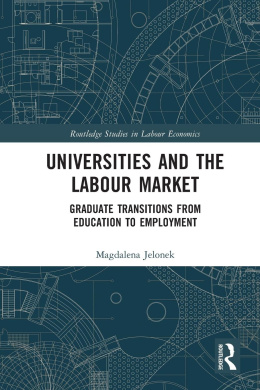 Routledge Studies in Labour Economics
UNIVERSITIES AND THE
LABOUR MARKET
GRADUATE TRANSITIONS FROM
EDUCATION TO EMPLOYMENT
Magdalena Jelonek
ROUTLEDGE